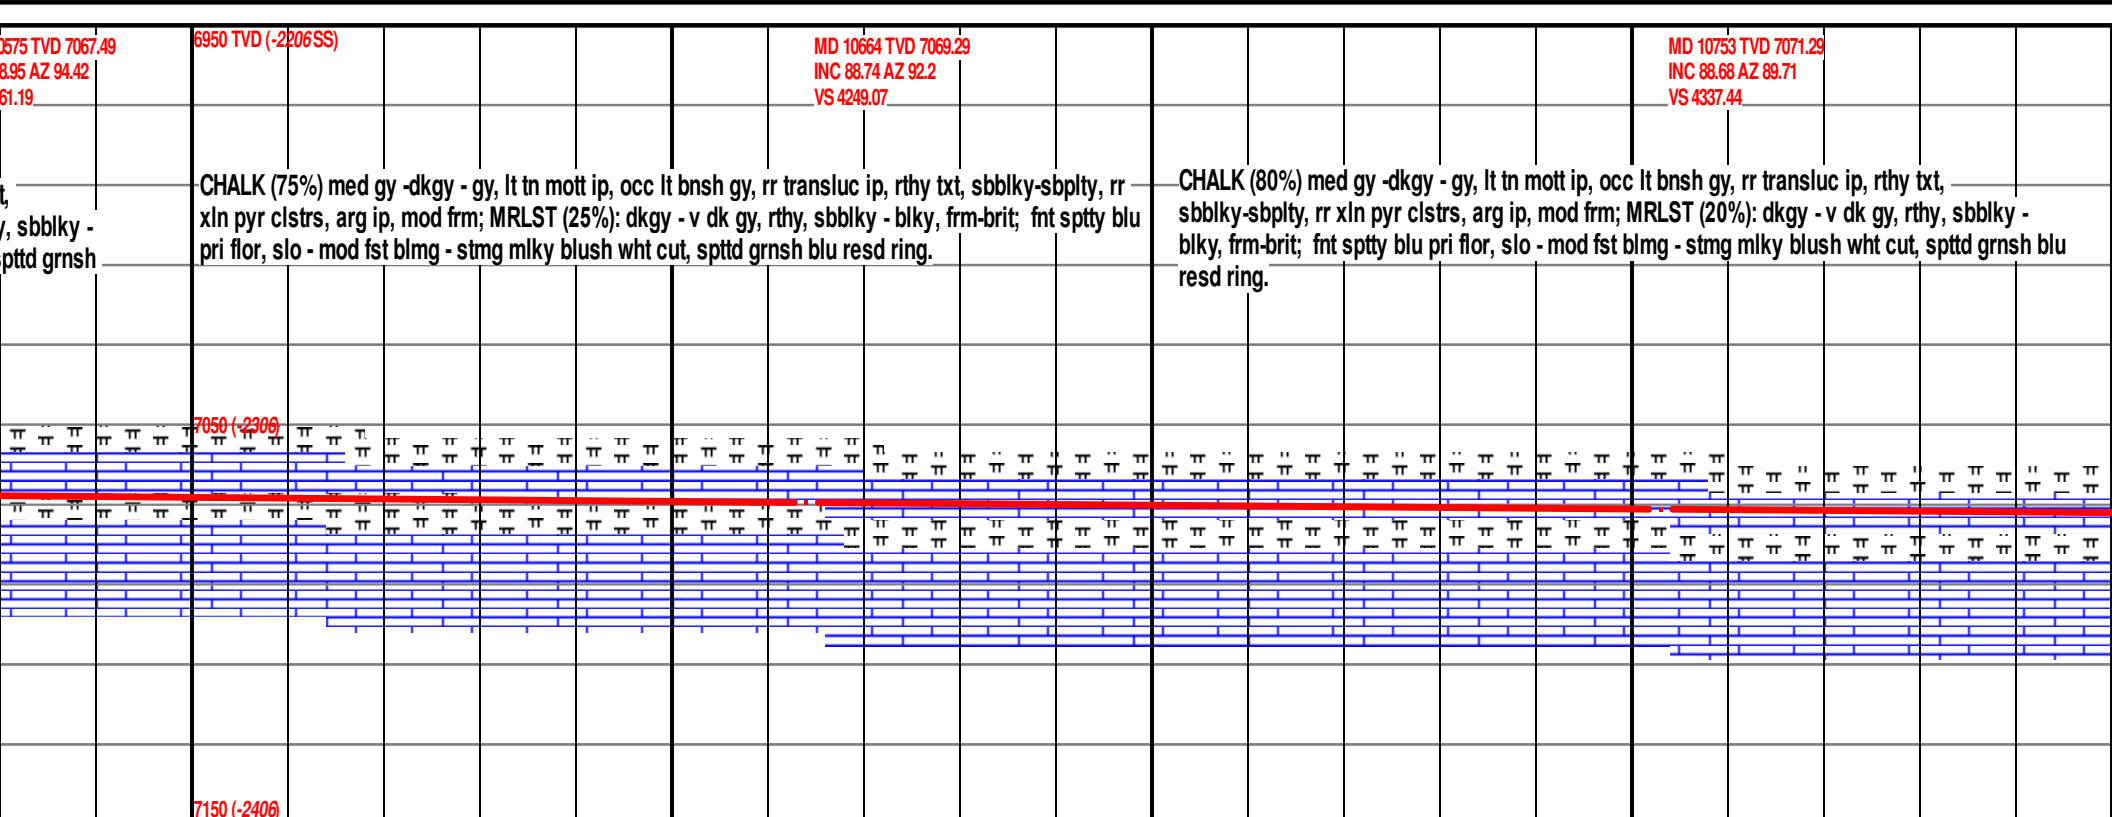 0575 TVD 7067.49
8.95 AZ 94.42
61.19
6950 TVD (-2206 SS)
MD 10664 TVD 7069.29
INC 88.74 AZ 92.2
VS 4249.07
MD 10753 TVD 7071.29
INC 88.68 AZ 89.71
VS 4337.44
t,
y, sbblky -
spttd grnsh
CHALK (75%) med gy -dkgy - gy, lt tn mott ip, occ lt bnsh gy, rr transluc ip, rthy txt, sbblky-sbplty, rr
xln pyr clstrs, arg ip, mod frm; MRLST (25%): dkgy - v dk gy, rthy, sbblky - blky, frm-brit; fnt sptty blu
pri flor, slo - mod fst blmg - stmg mlky blush wht cut, spttd grnsh blu resd ring.
CHALK (80%) med gy -dkgy - gy, lt tn mott ip, occ lt bnsh gy, rr transluc ip, rthy txt,
sbblky-sbplty, rr xln pyr clstrs, arg ip, mod frm; MRLST (20%): dkgy - v dk gy, rthy, sbblky -
blky, frm-brit; fnt sptty blu pri flor, slo - mod fst blmg - stmg mlky blush wht cut, spttd grnsh blu
resd ring.
7050 (-2306)
7150 (-2406)